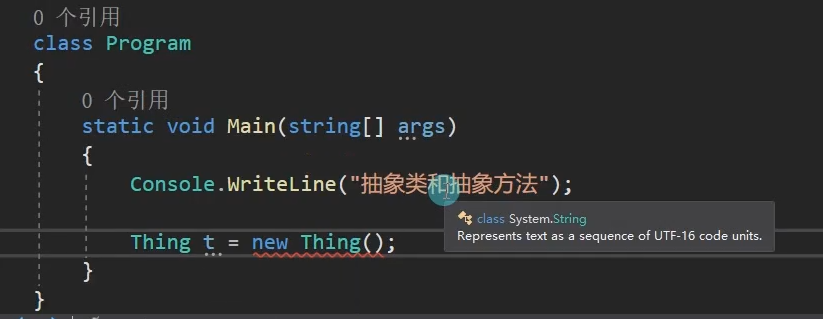 0 个引用
class Program
{
0 个引用
static void Main(string[] args)
{
Console.WriteLine("抽象类和抽象方法");
class System.String
Represents text as a sequence of UTF-16 code units.
Thing t = new Thing();
}
}